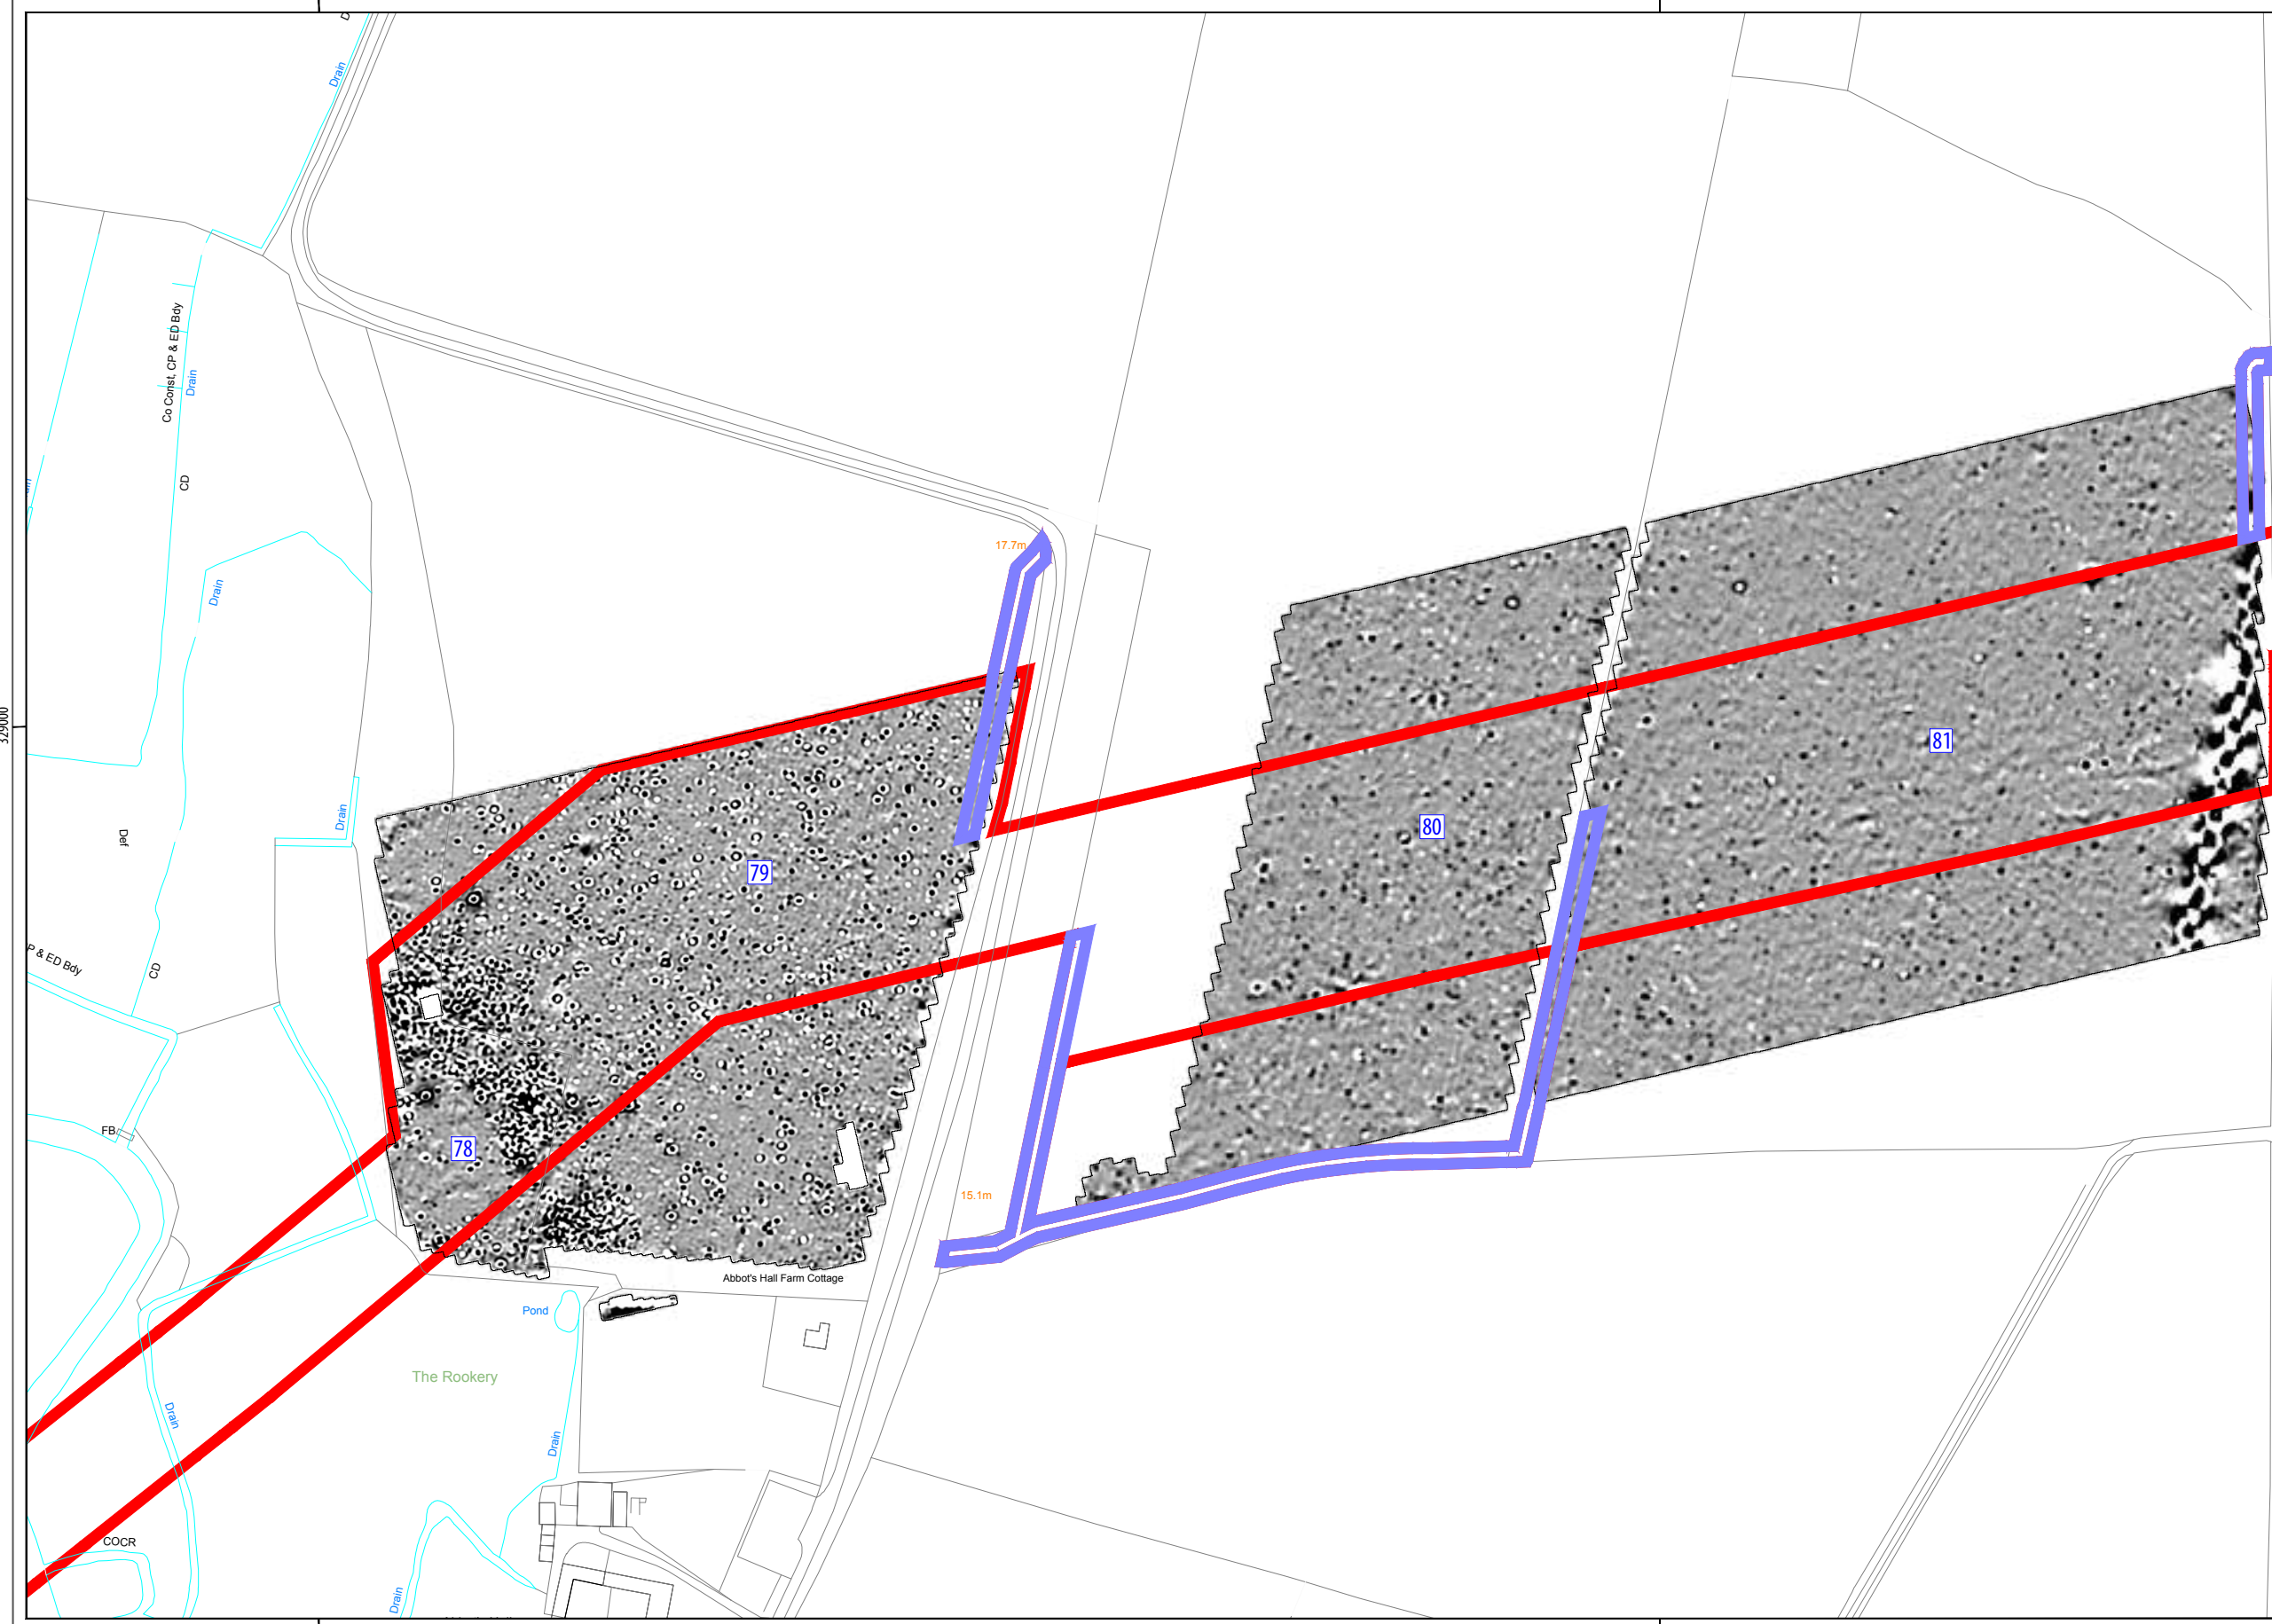 D
Drain
Co Const, CP & ED Bdy
Drain
CD
17.7m
Drain
329000
81
Drain
80
Def
79
P & ED Bdy
CD
FB
78
15.1m
Abbot's Hall Farm Cottage
Pond
The Rookery
Drain
Drain
COCR
Drain